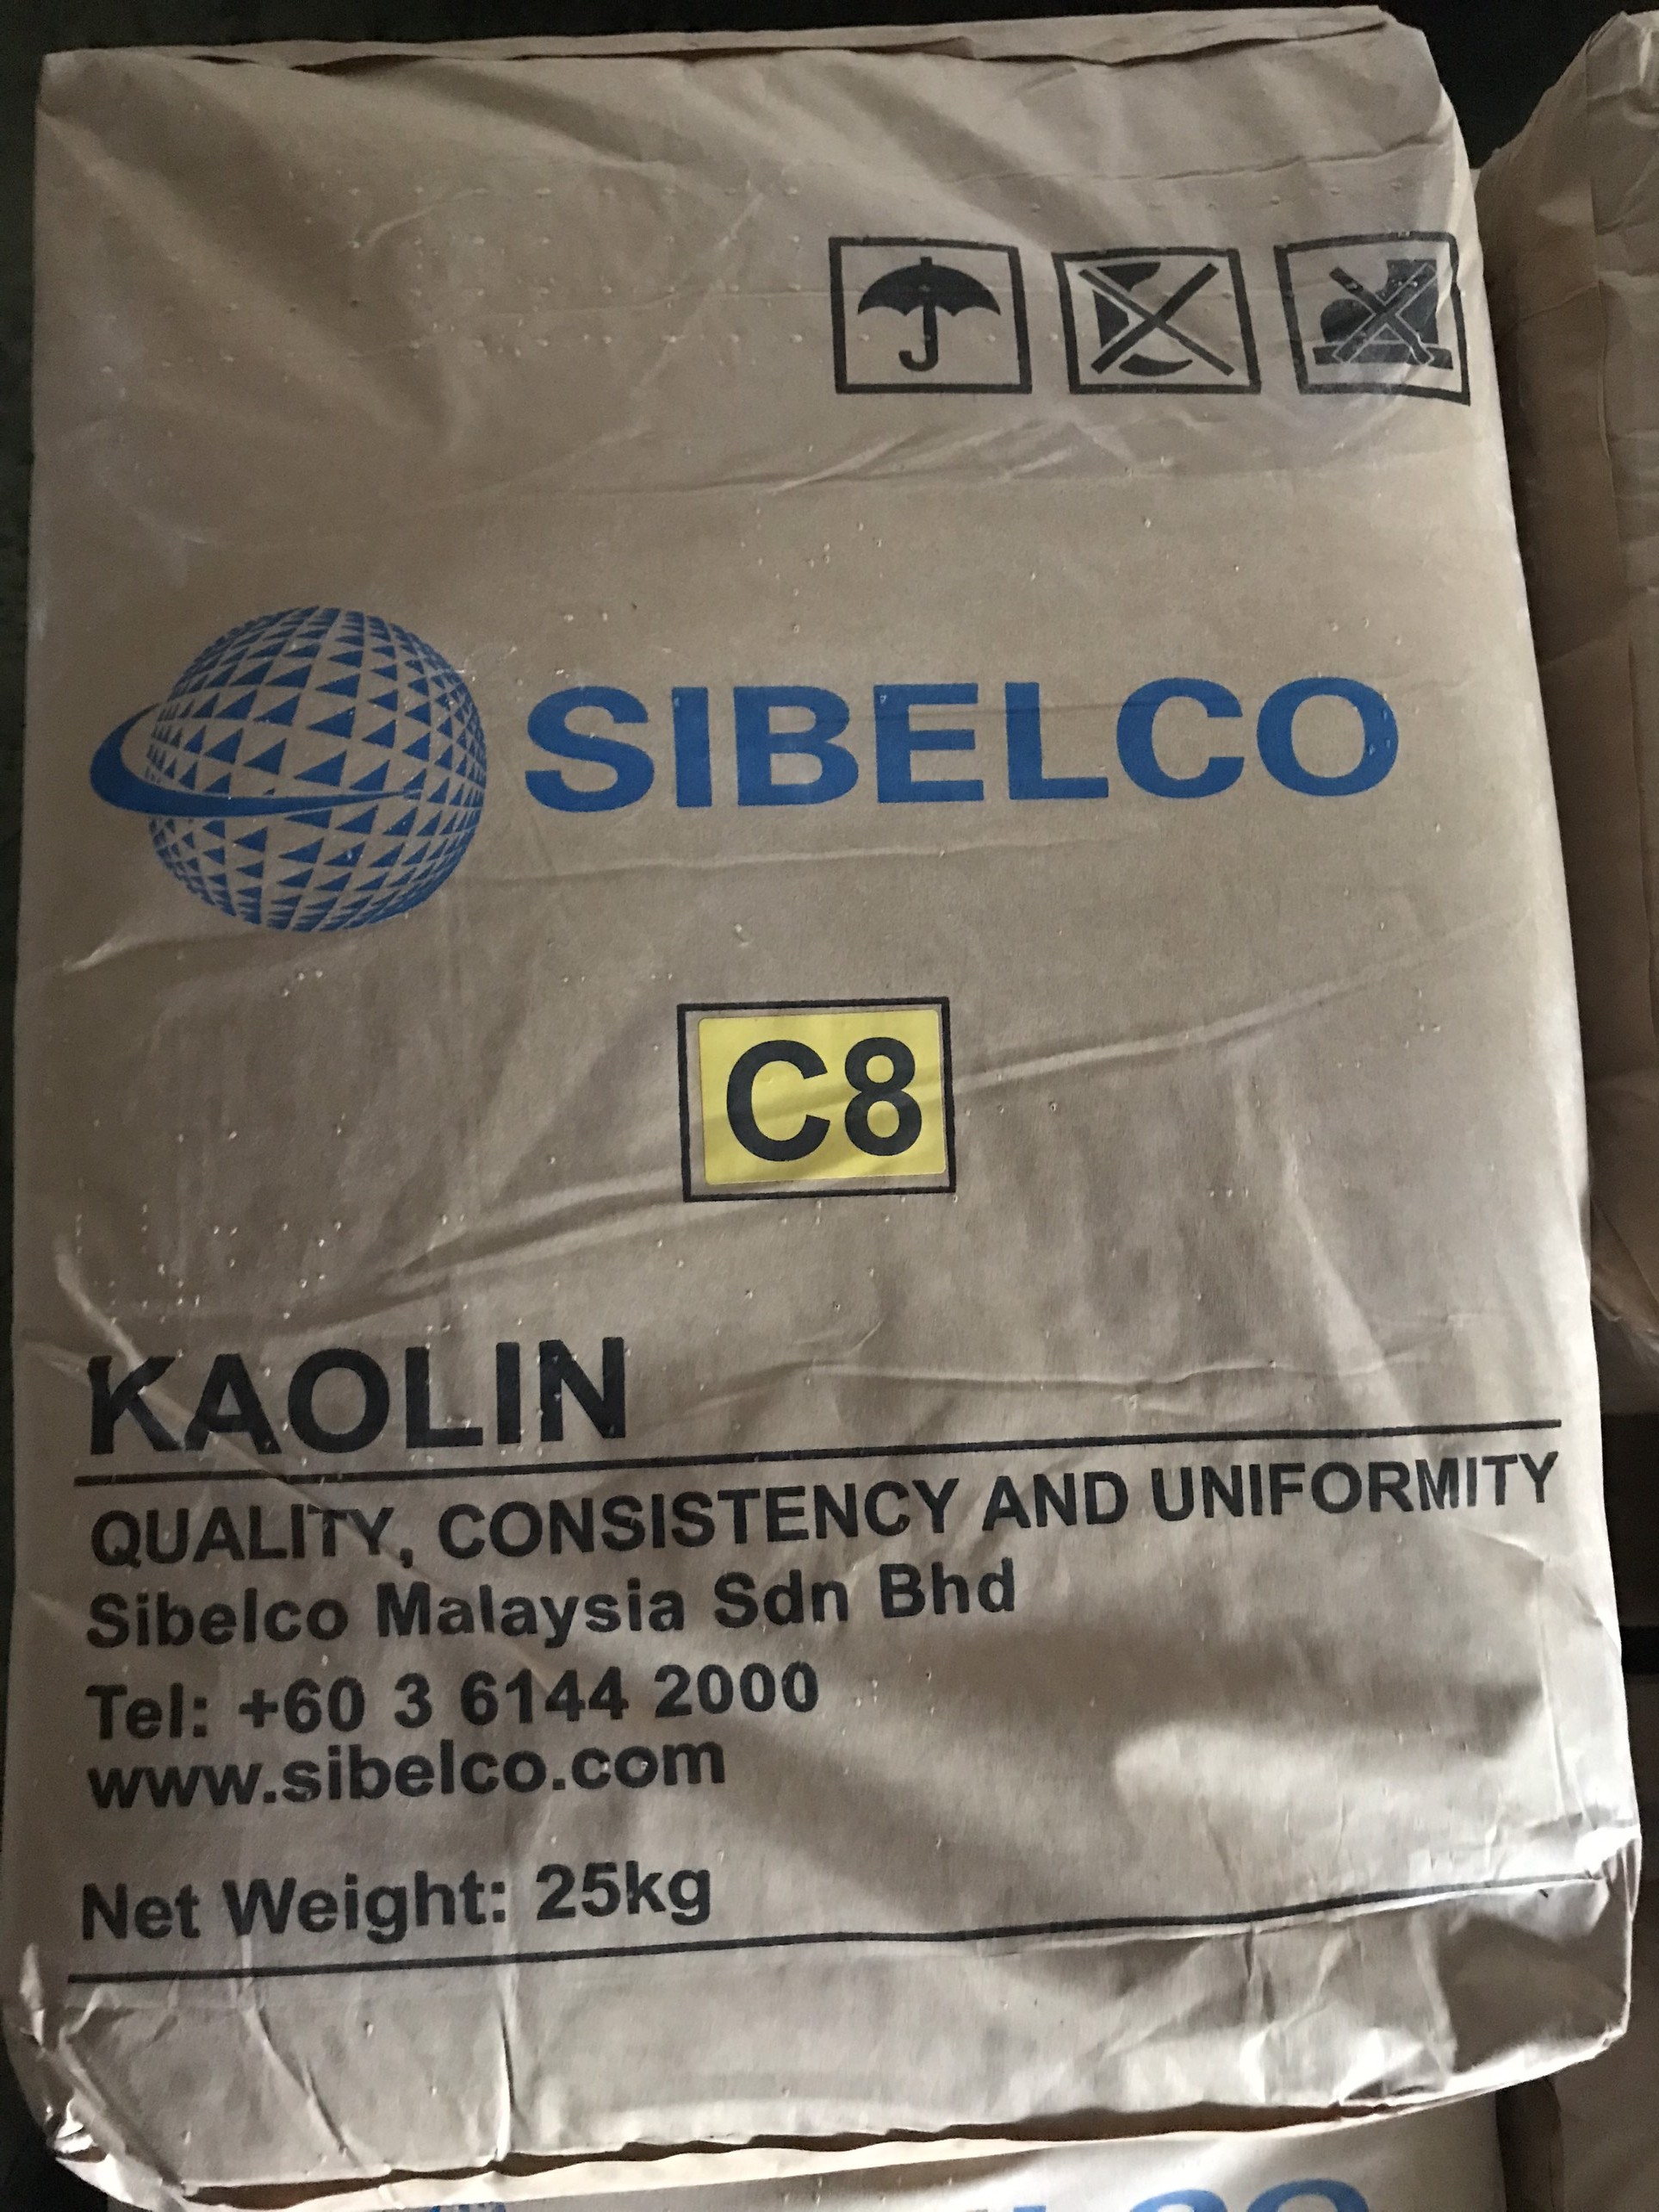 SIBELCO
C8
KAOLIN
QUALITY, CONSISTENCY AND UNIFORMITY
Sibelco Malaysia Sdn Bhd
Tel: +60 3 6144 2000
www.sibelco.com
Net Weight: 25kg